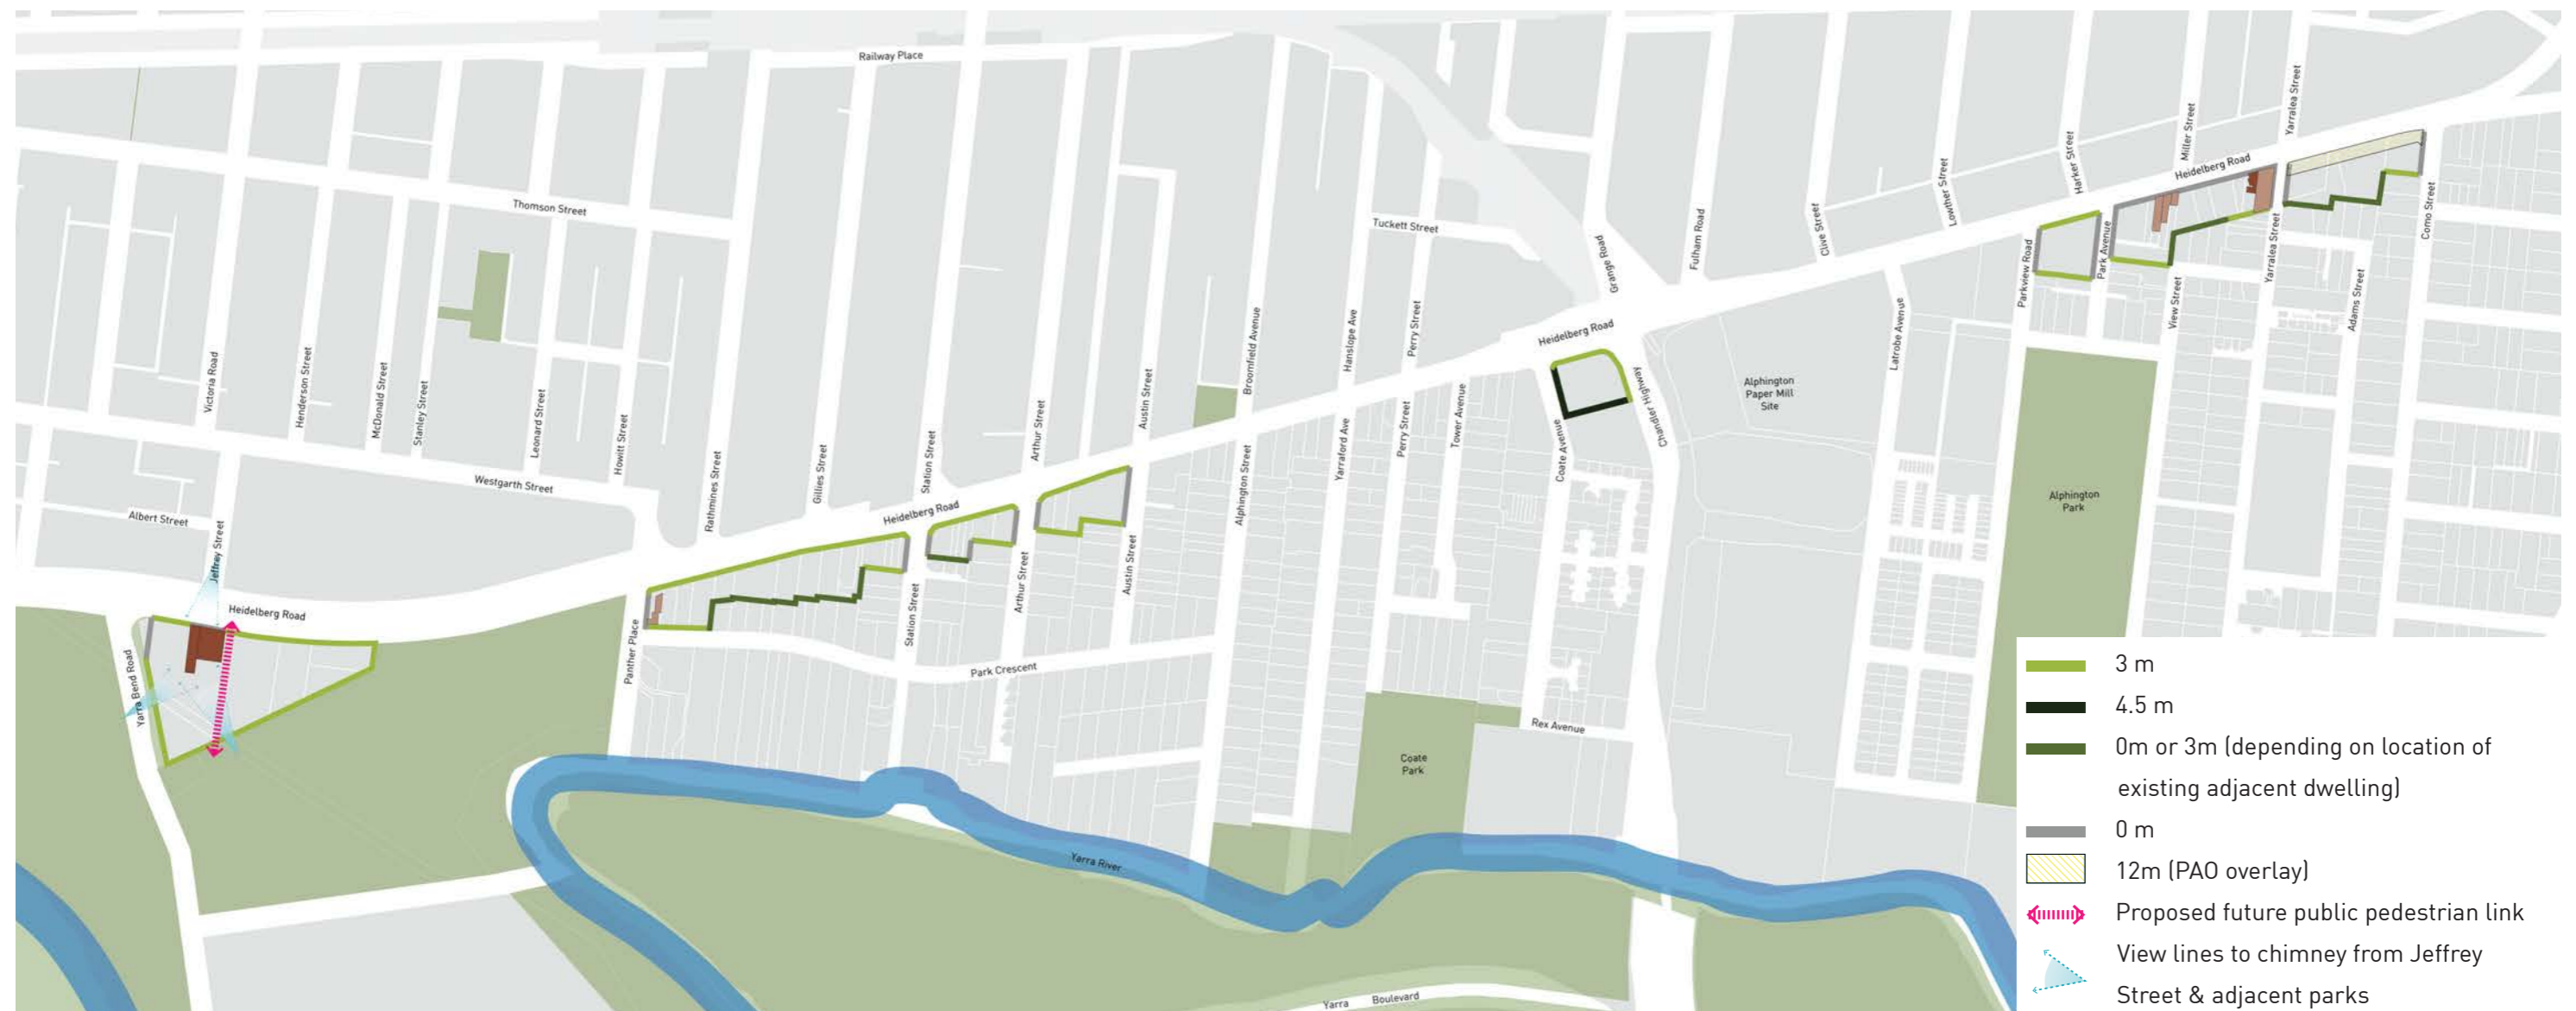 Railway Place
Thomson Street
Tuckett Street
Victoria Road
Henderson Street
McDonald Street
Stanley Street
Leonard Street
Howitt Street
Rathmines Street
Gillies Street
Station Street
Arthur Street
Austin Street
Broomfield Avenue
Hanslope Ave
Perry Street
Grange Road
Fulham Road
Clive Street
Lowther Street
Harker Street
Miller Street
Yarralea Street
Heidelberg Road
Heidelberg Road
Heidelberg Road
Heidelberg Road
Westgarth Street
Albert Street
Jeffrey Street
Yarra Bend Road
Panther Place
Station Street
Arthur Street
Austin Street
Alphington Street
Yarraford Ave
Perry Street
Tower Avenue
Coate Avenue
Chandler Highway
Alphington
Paper Mill
Site
Latrobe Avenue
Parkview Road
Park Avenue
View Street
Yarralea Street
Adams Street
Como Street
Alphington
Park
Park Crescent
Rex Avenue
Coate
Park
Yarra River
Yarra Boulevard
3 m
4.5 m
0m or 3m (depending on location of
existing adjacent dwelling)
0 m
12m (PAO overlay)
Proposed future public pedestrian link
View lines to chimney from Jeffrey
Street & adjacent parks